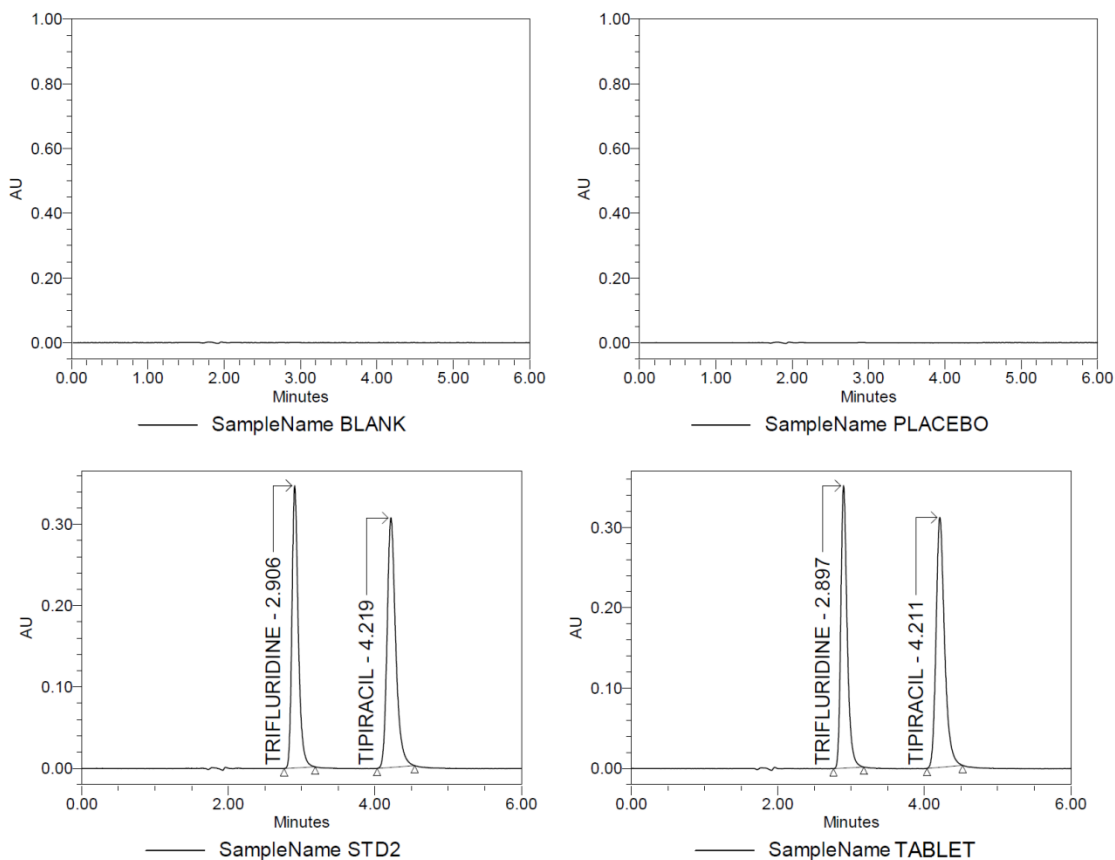 1.00
0.80
0.60
0.40
0.20
0.00
AU
0.00 1.00 2.00 3.00 4.00 5.00 6.00
Minutes
SampleName BLANK
1.00
0.80
0.60
0.40
0.20
0.00
AU
0.00 1.00 2.00 3.00 4.00 5.00 6.00
Minutes
SampleName PLACEBO
0.30
0.20
0.10
0.00
AU
TRIFLURIDINE - 2.906
TIPIRACIL - 4.219
0.00 2.00 4.00 6.00
Minutes
SampleName STD2
0.30
0.20
0.10
0.00
AU
TRIFLURIDINE - 2.897
TIPIRACIL - 4.211
0.00 2.00 4.00 6.00
Minutes
SampleName TABLET